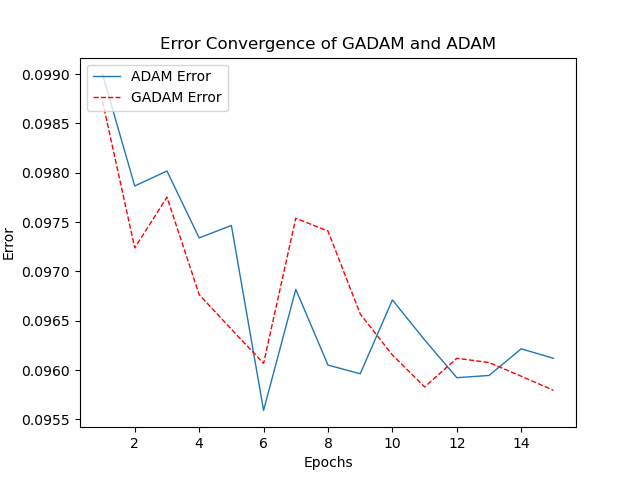 Error Convergence of GADAM and ADAM
ADAM Error
GADAM Error
0.0990
0.0985
0.0980
0.0975
0.0970
0.0965
0.0960
0.0955
Error
2 4 6 8 10 12 14
Epochs